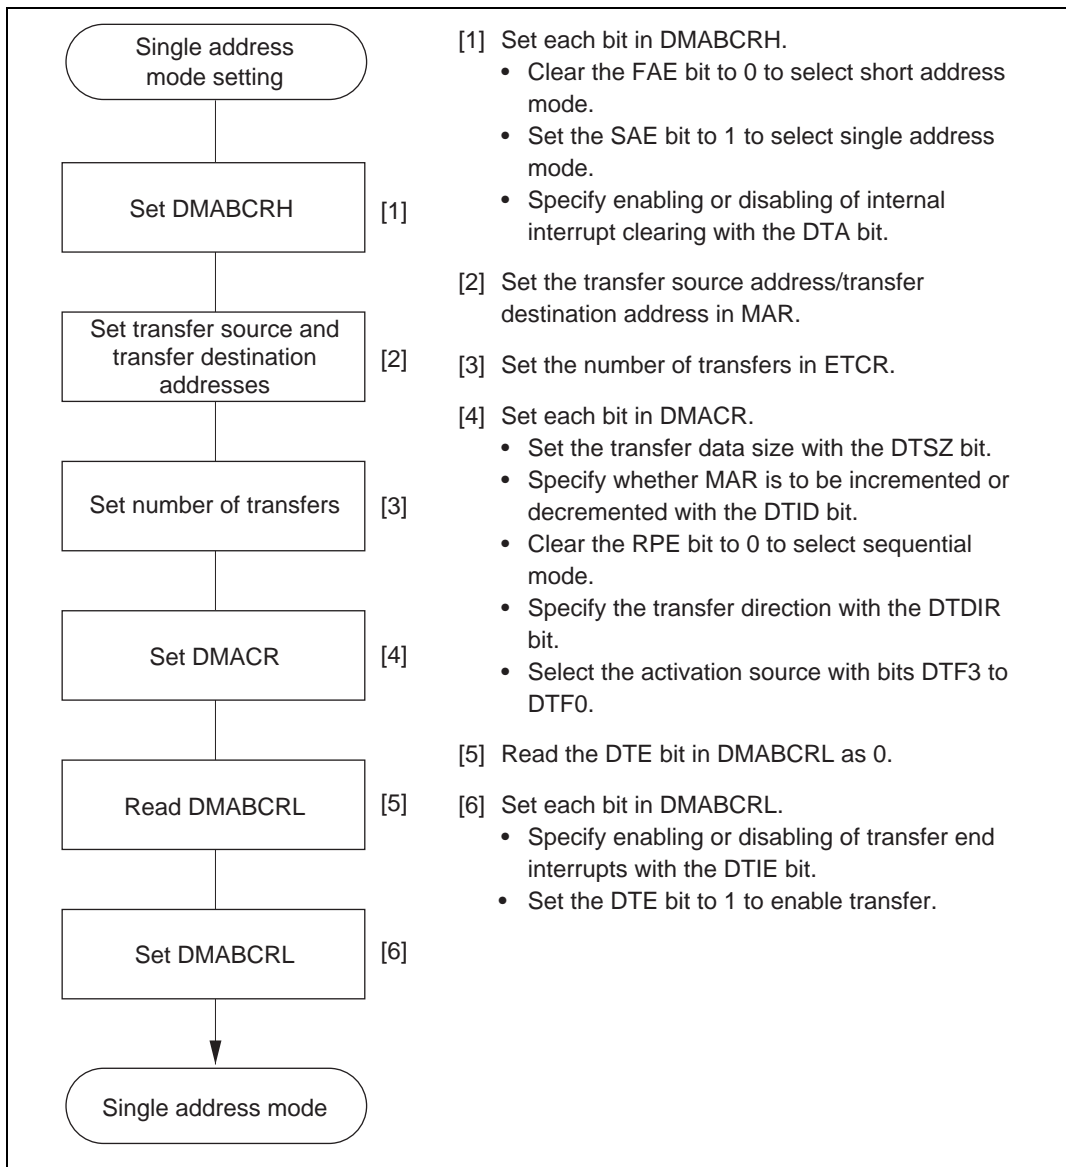 Single address
mode setting
Set DMABCRH
[1]
Set transfer source and
transfer destination
addresses
[2]
Set number of transfers
[3]
Set DMACR
[4]
Read DMABCRL
[5]
Set DMABCRL
[6]
Single address mode
[1] Set each bit in DMABCRH.
• Clear the FAE bit to 0 to select short address
mode.
• Set the SAE bit to 1 to select single address
mode.
• Specify enabling or disabling of internal
interrupt clearing with the DTA bit.
[2] Set the transfer source address/transfer
destination address in MAR.
[3] Set the number of transfers in ETCR.
[4] Set each bit in DMACR.
• Set the transfer data size with the DTSZ bit.
• Specify whether MAR is to be incremented or
decremented with the DTID bit.
• Clear the RPE bit to 0 to select sequential
mode.
• Specify the transfer direction with the DTDIR
bit.
• Select the activation source with bits DTF3 to
DTF0.
[5] Read the DTE bit in DMABCRL as 0.
[6] Set each bit in DMABCRL.
• Specify enabling or disabling of transfer end
interrupts with the DTIE bit.
• Set the DTE bit to 1 to enable transfer.